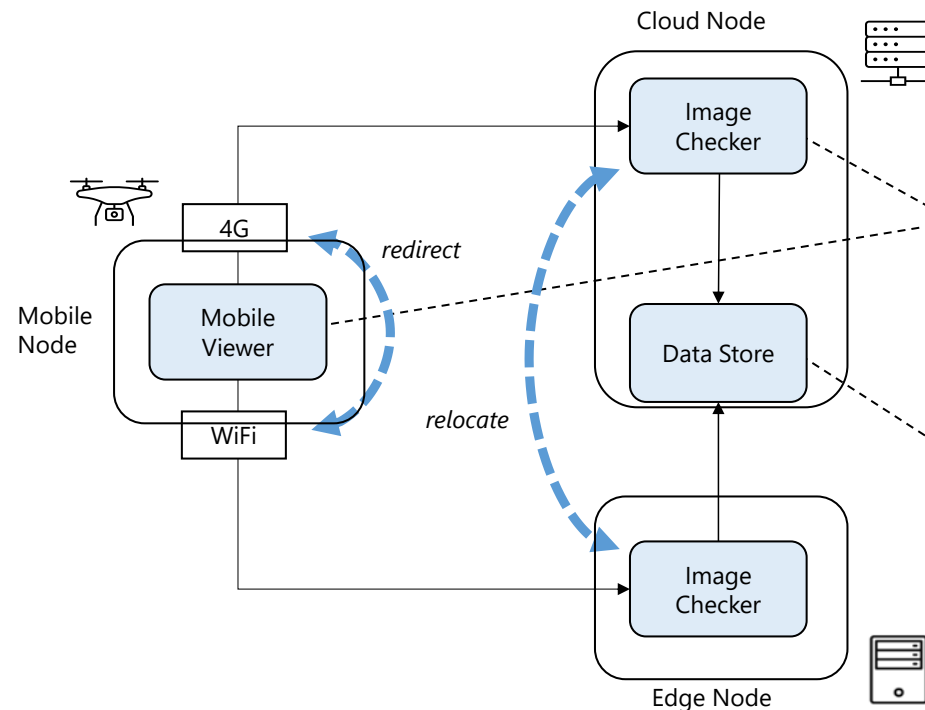 Cloud Node
Image
Checker
4G
redirect
Mobile
Node
Mobile
Viewer
Data Store
relocate
WiFi
Image
Checker
Edge Node